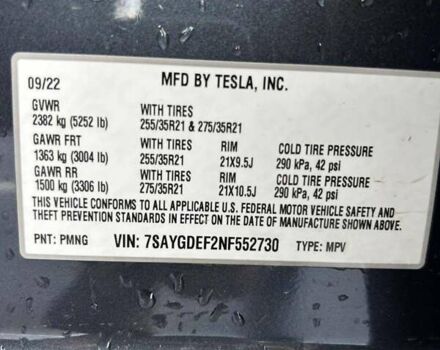 09/22 MFD BY TESLA, INC.
GVWR WITH TIRES
2382 kg (5252 lb) 255/35R21 & 275/35R21
GAWR FRT WITH TIRES RIM COLD TIRE PRESSURE
1363 kg (3004 lb) 255/35R21 21X9.5J 290 kPa, 42 psi
GAWR RR WITH TIRES RIM COLD TIRE PRESSURE
1500 kg (3306 lb) 275/35R21 21X10.5J 290 kPa, 42 psi
THIS VEHICLE CONFORMS TO ALL APPLICABLE U.S. FEDERAL MOTOR VEHICLE SAFETY AND
THEFT PREVENTION STANDARDS IN EFFECT ON THE DATE OF MANUFACTURE SHOWN ABOVE.
PNT: PMNG VIN: 7SAYGDEF2NF552730 TYPE: MPV